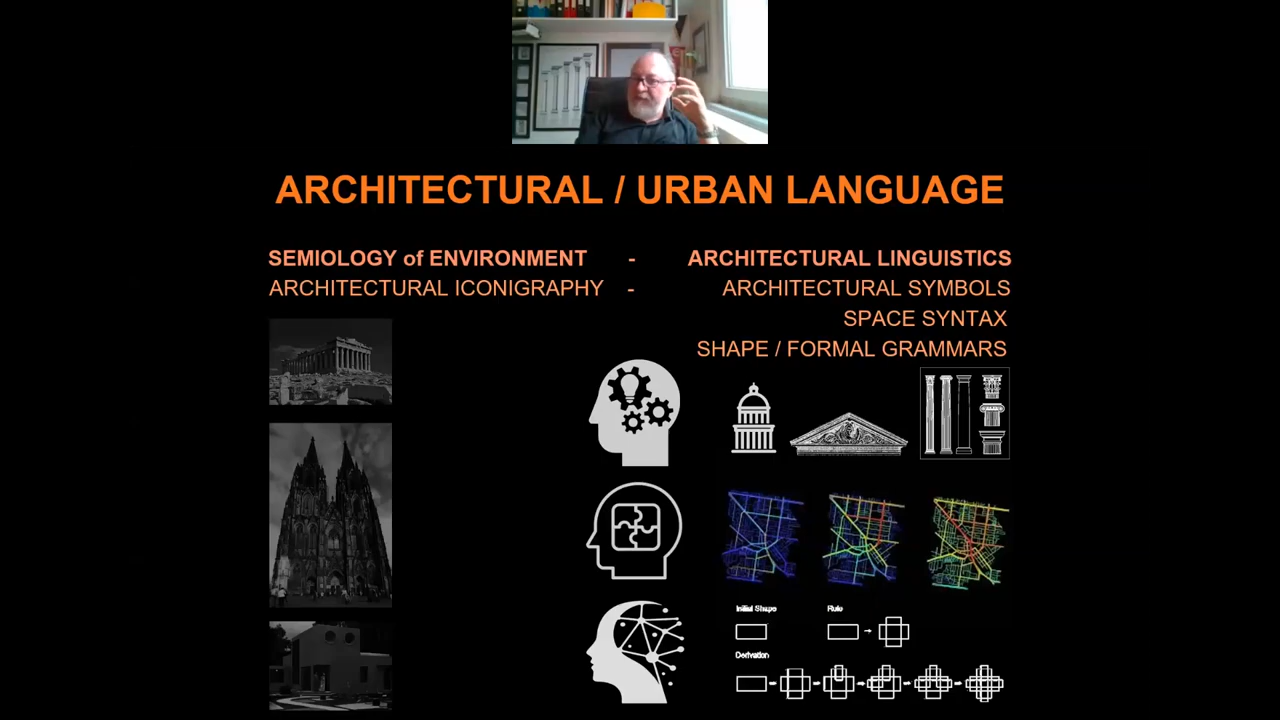 ARCHITECTURAL / URBAN LANGUAGE
SEMIOLOGY of ENVIRONMENT - ARCHITECTURAL LINGUISTICS
ARCHITECTURAL ICONIGRAPHY - ARCHITECTURAL SYMBOLS
SPACE SYNTAX
SHAPE / FORMAL GRAMMARS
Initial Shape Rule
Derivation